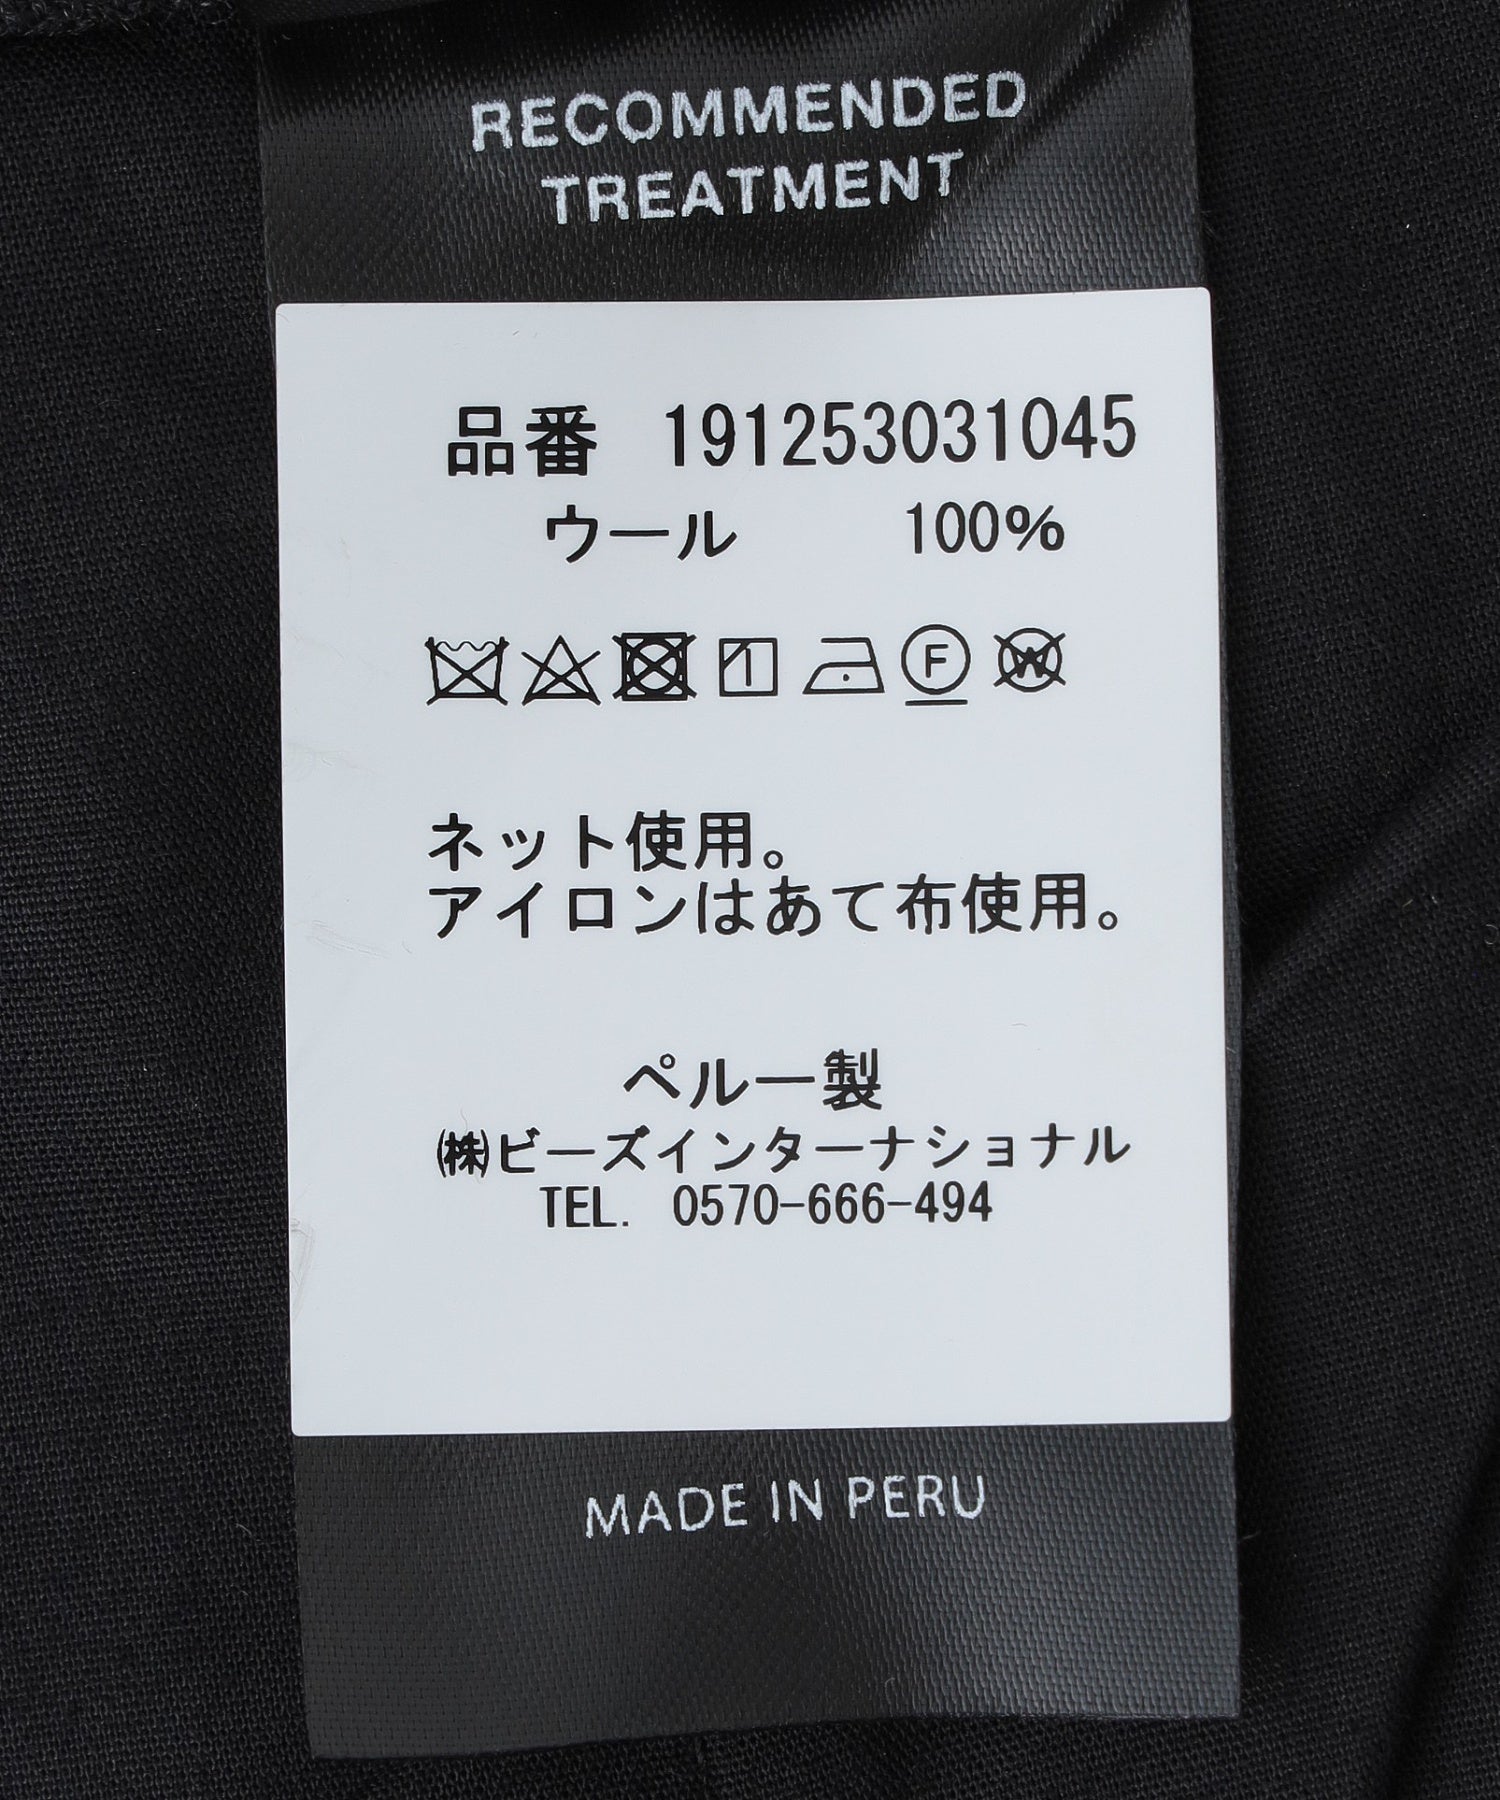 RECOMMENDED
TREATMENT
品番 191253031045
ウール 100%
1 F W
ネット使用。
アイロンはあて布使用。
ペルー製
㈱ビーズインターナショナル
TEL. 0570-666-494
MADE IN PERU